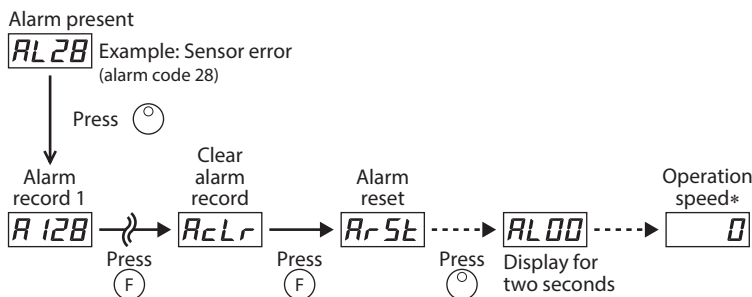 Alarm present
AL28 Example: Sensor error
(alarm code 28)
Press
Alarm
record 1
Clear
alarm
record
Alarm
reset
Operation
speed*
A128
AcLr
ArSt
AL00
0
Press
F
Press
F
Press
Display for
two seconds